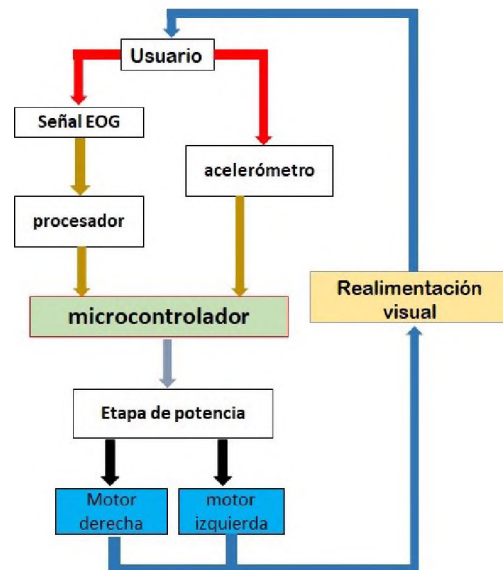 Usuario
Señal EOG
acelerómetro
procesador
Realimentación
visual
microcontrolador
Etapa de potencia
Motor
derecha
motor
izquierda